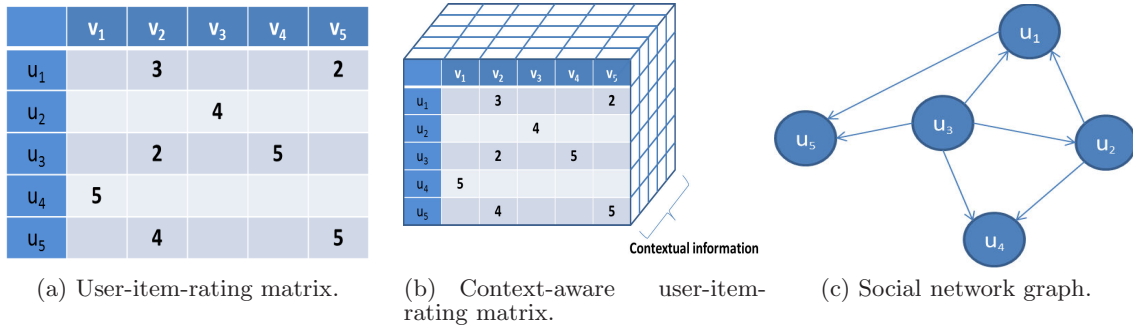 v1 v2 v3 v4 v5
u1 3 2
u2 4
u3 2 5
u4 5
u5 4 5
(a) User-item-rating matrix.
v1 v2 v3 v4 v5
u1 3 2
u2 4
u3 2 5
u4 5
u5 4 5
Contextual information
(b) Context-aware user-item-
rating matrix.
u1
u3
u5
u2
u4
(c) Social network graph.